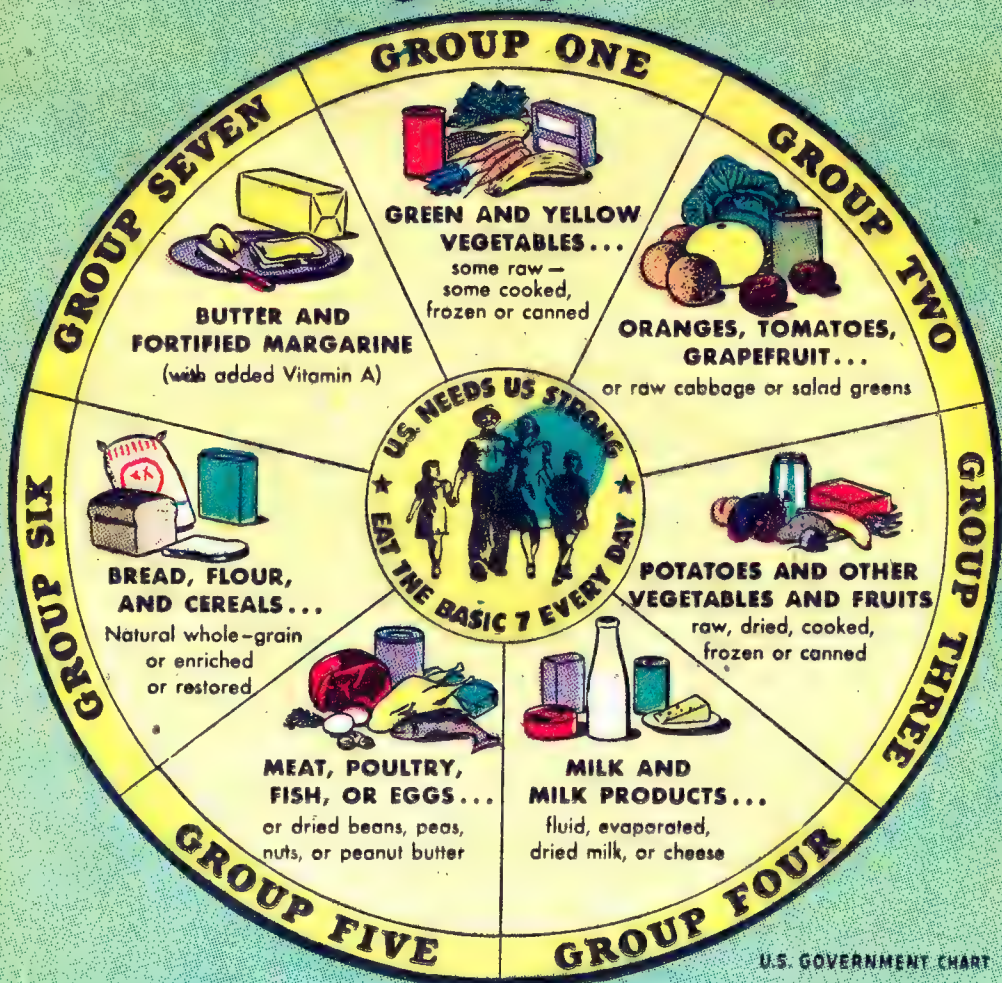 GROUP ONE
GREEN AND YELLOW
VEGETABLES...
some raw —
some cooked,
frozen or canned
GROUP TWO
ORANGES, TOMATOES,
GRAPEFRUIT...
or raw cabbage or salad greens
GROUP THREE
POTATOES AND OTHER
VEGETABLES AND FRUITS
raw, dried, cooked,
frozen or canned
GROUP FOUR
MILK AND
MILK PRODUCTS...
fluid, evaporated,
dried milk, or cheese
GROUP FIVE
MEAT, POULTRY,
FISH, OR EGGS...
or dried beans, peas,
nuts, or peanut butter
GROUP SIX
BREAD, FLOUR,
AND CEREALS...
Natural whole-grain
or enriched
or restored
GROUP SEVEN
BUTTER AND
FORTIFIED MARGARINE
(with added Vitamin A)
U.S. NEEDS US STRONG
★ EAT THE BASIC 7 EVERY DAY ★
U.S. GOVERNMENT CHART